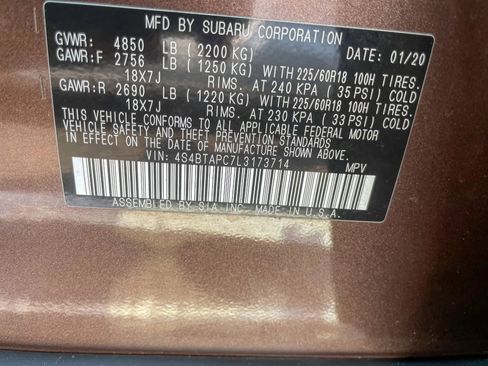 MFD BY SUBARU CORPORATION
GVWR: 4850 LB (2200 KG) DATE: 01/20
GAWR:F 2756 LB (1250 KG) WITH 225/60R18 100H TIRES.
18X7J RIMS. AT 240 KPA (35 PSI) COLD
GAWR:R 2690 LB (1220 KG) WITH 225/60R18 100H TIRES.
18X7J RIMS. AT 230 KPA (33 PSI) COLD
THIS VEHICLE CONFORMS TO ALL APPLICABLE FEDERAL MOTOR
VEHICLE SAFETY AND THEFT PREVENTION STANDARDS
IN EFFECT ON THE DATE OF MANUFACTURE SHOWN ABOVE.
VIN: 4S4BTAPC7L3173714 MPV
ASSEMBLED BY SIA, INC. MADE IN U.S.A.